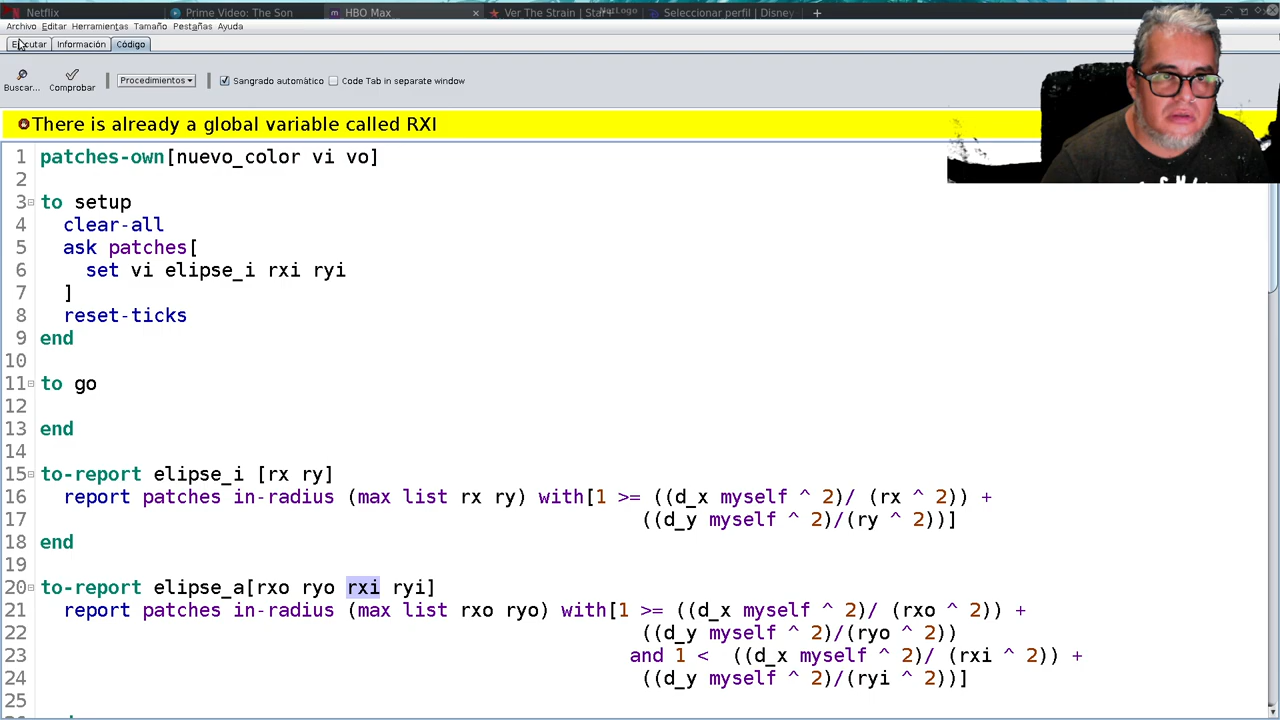 Netflix Prime Video: The Son HBO Max Ver The Strain | Star+ NetLogo Seleccionar perfil | Disney
Archivo Editar Herramientas Tamaño Pestañas Ayuda
Ejecutar Información Código
Buscar... Comprobar Procedimientos Sangrado automático Code Tab in separate window
There is already a global variable called RXI
1 patches-own[nuevo_color vi vo]
2
3 to setup
4 clear-all
5 ask patches[
6 set vi elipse_i rxi ryi
7 ]
8 reset-ticks
9 end
10
11 to go
12
13 end
14
15 to-report elipse_i [rx ry]
16 report patches in-radius (max list rx ry) with[1 >= ((d_x myself ^ 2)/ (rx ^ 2)) +
17 ((d_y myself ^ 2)/(ry ^ 2))]
18 end
19
20 to-report elipse_a[rxo ryo rxi ryi]
21 report patches in-radius (max list rxo ryo) with[1 >= ((d_x myself ^ 2)/ (rxo ^ 2)) +
22 ((d_y myself ^ 2)/(ryo ^ 2))
23 and 1 < ((d_x myself ^ 2)/ (rxi ^ 2)) +
24 ((d_y myself ^ 2)/(ryi ^ 2))]
25